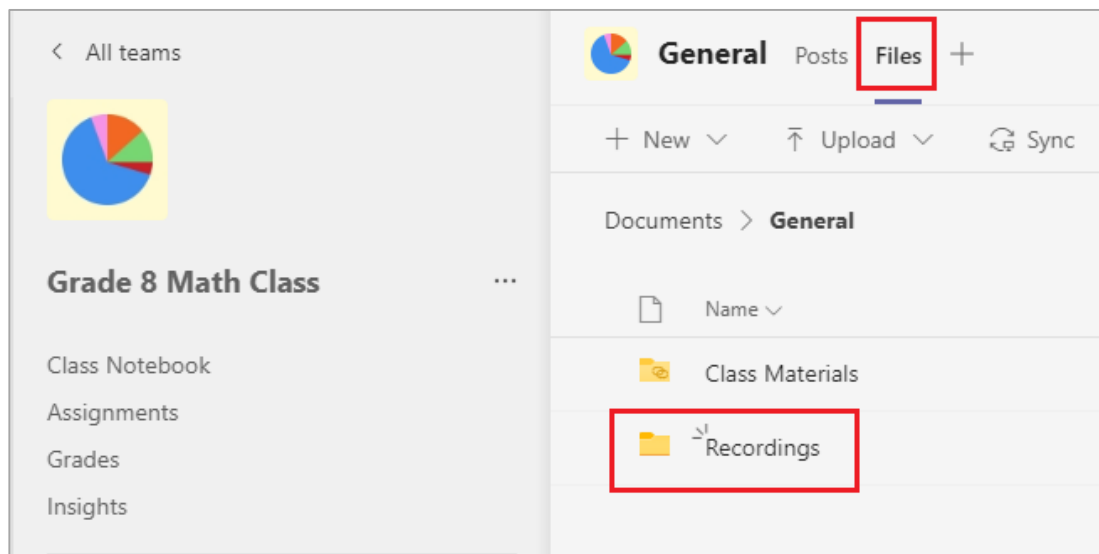 All teams
Grade 8 Math Class
...
Class Notebook
Assignments
Grades
Insights
General Posts Files +
+ New Upload Sync
Documents > General
Name
Class Materials
Recordings